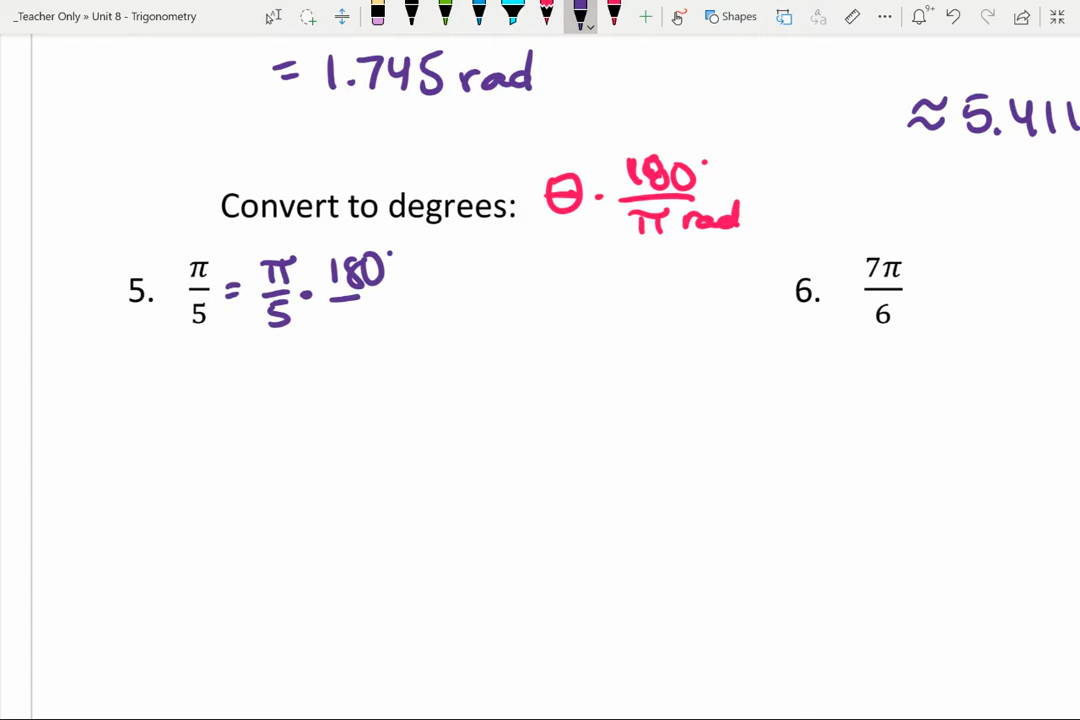 _Teacher Only » Unit 8 - Trigonometry Shapes 9+
= 1.745 rad
≈ 5.411
Convert to degrees: θ · 180° / π rad
5. π/5 = π/5 · 180°
6. 7π/6